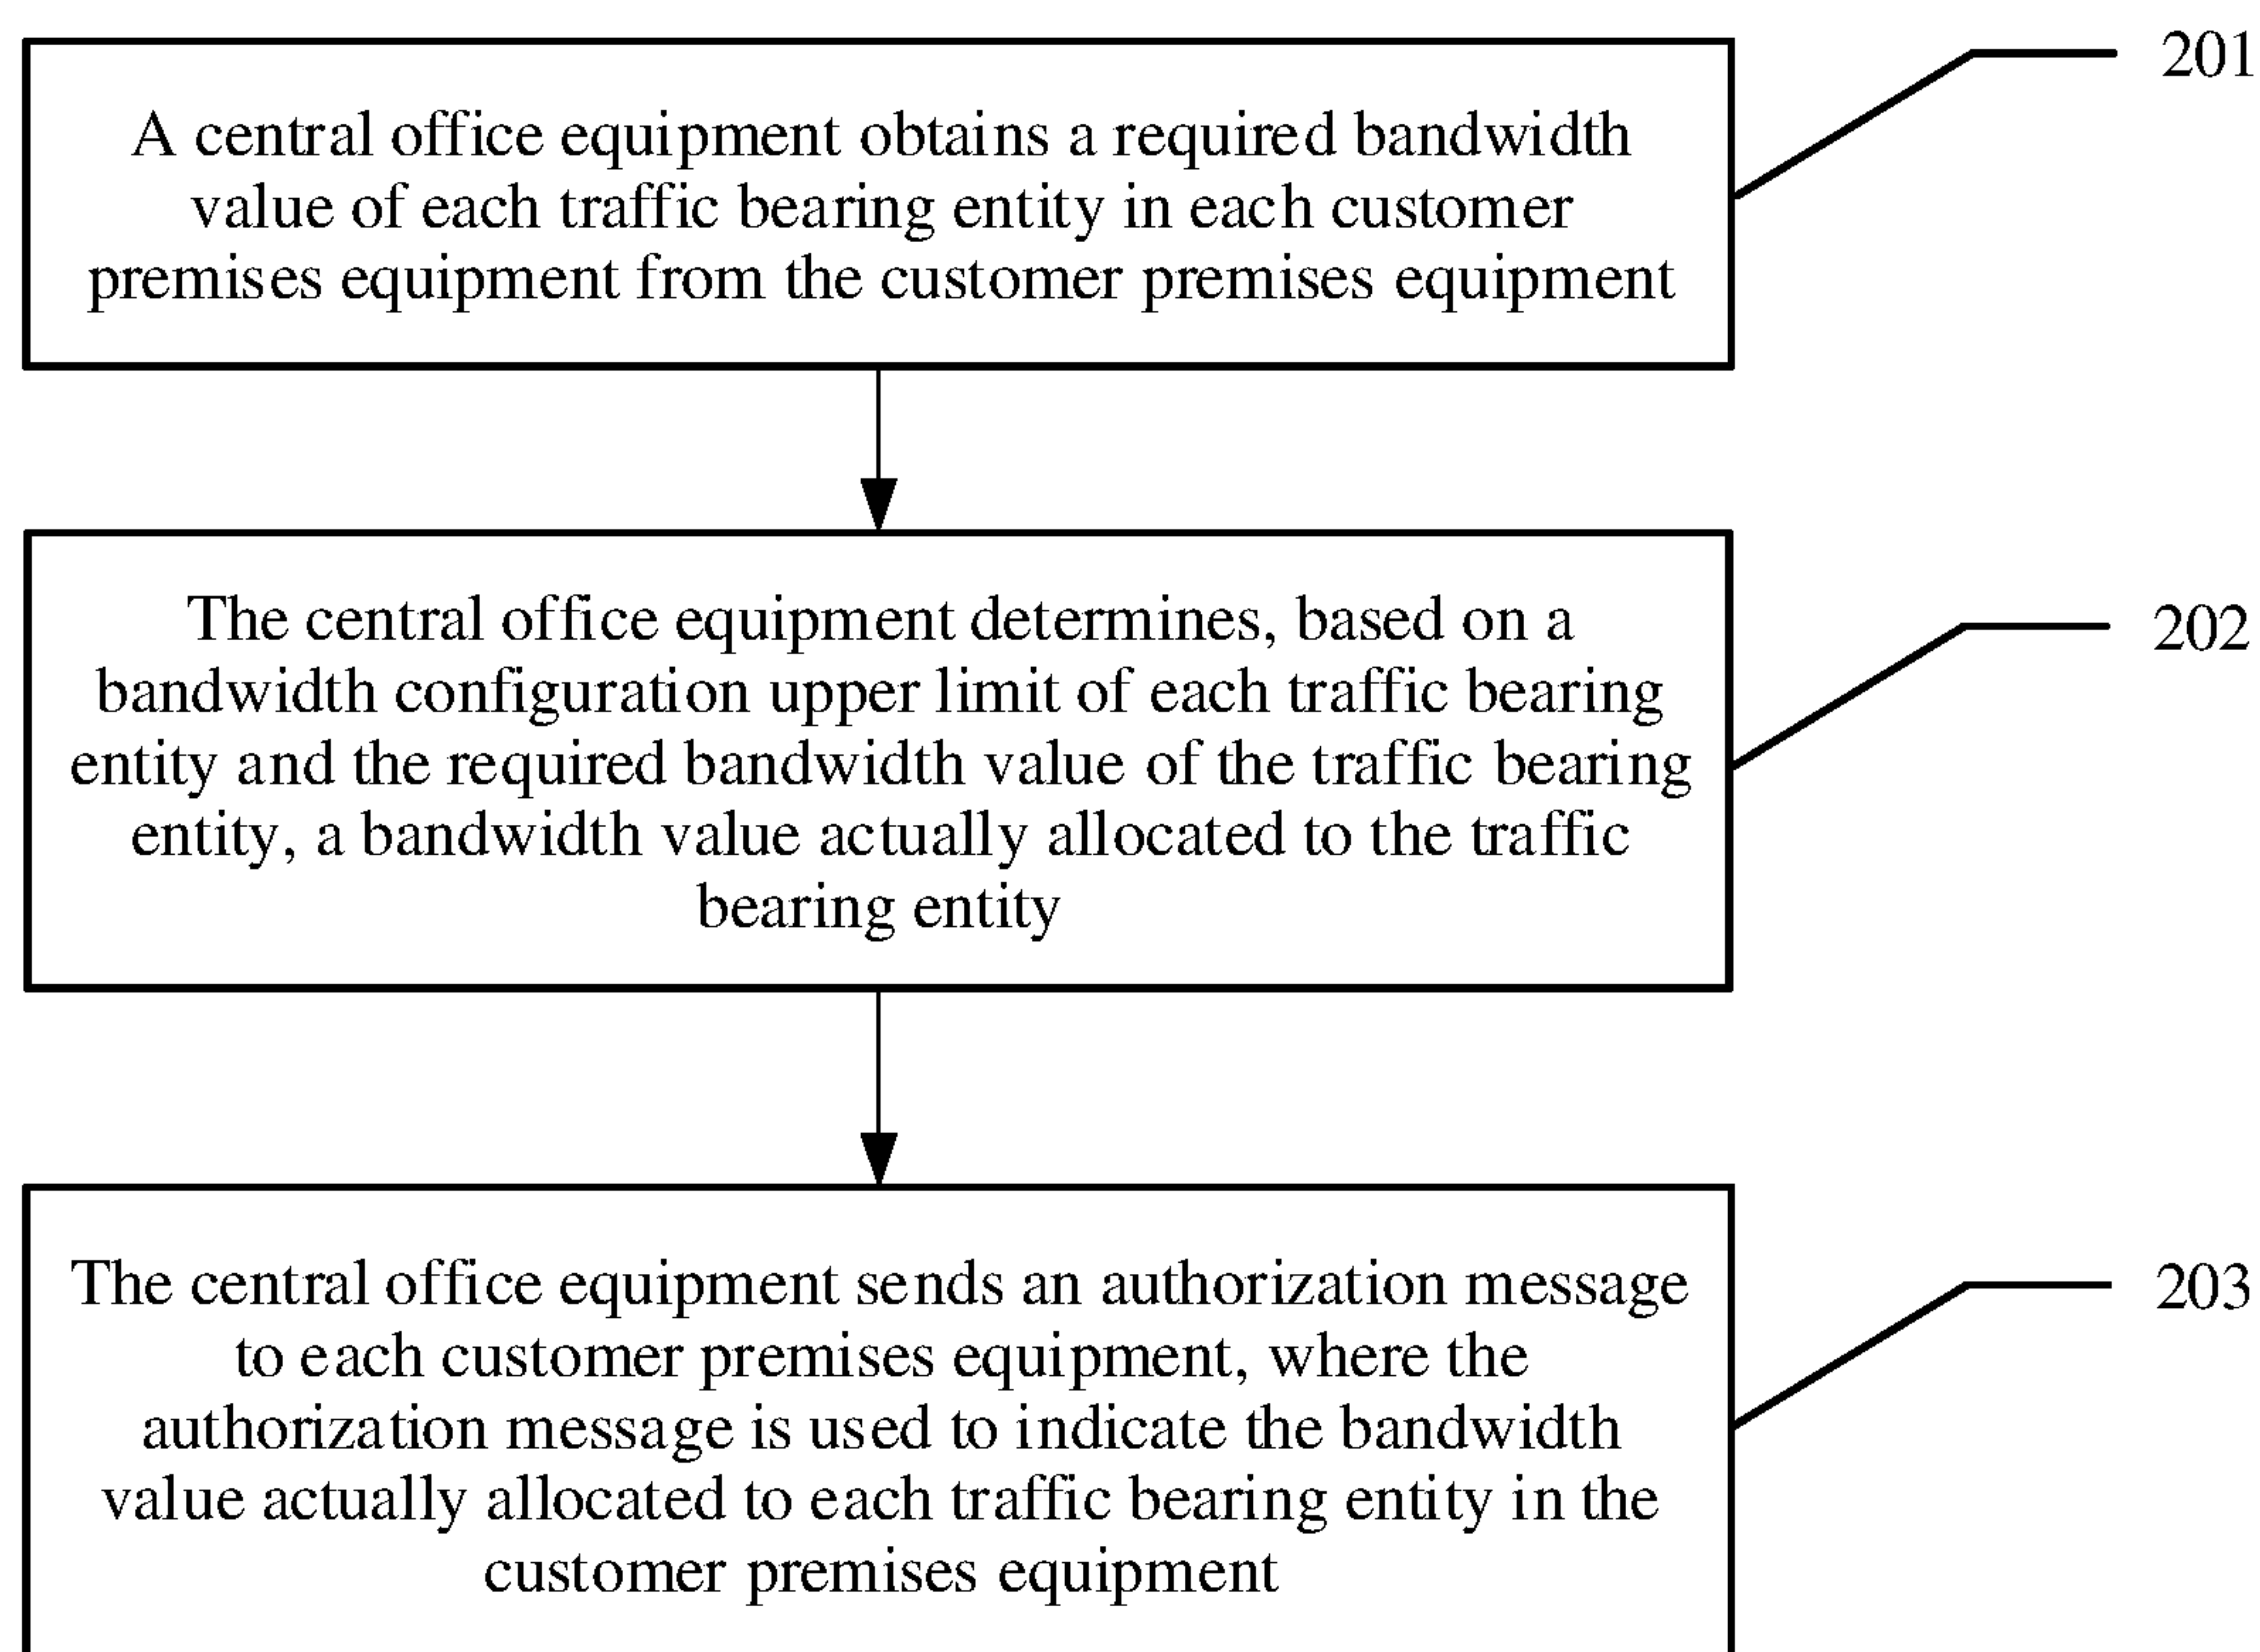 A central office equipment obtains a required bandwidth
value of each traffic bearing entity in each customer
premises equipment from the customer premises equipment
201
The central office equipment determines, based on a
bandwidth configuration upper limit of each traffic bearing
entity and the required bandwidth value of the traffic bearing
entity, a bandwidth value actually allocated to the traffic
bearing entity
202
The central office equipment sends an authorization message
to each customer premises equipment, where the
authorization message is used to indicate the bandwidth
value actually allocated to each traffic bearing entity in the
customer premises equipment
203